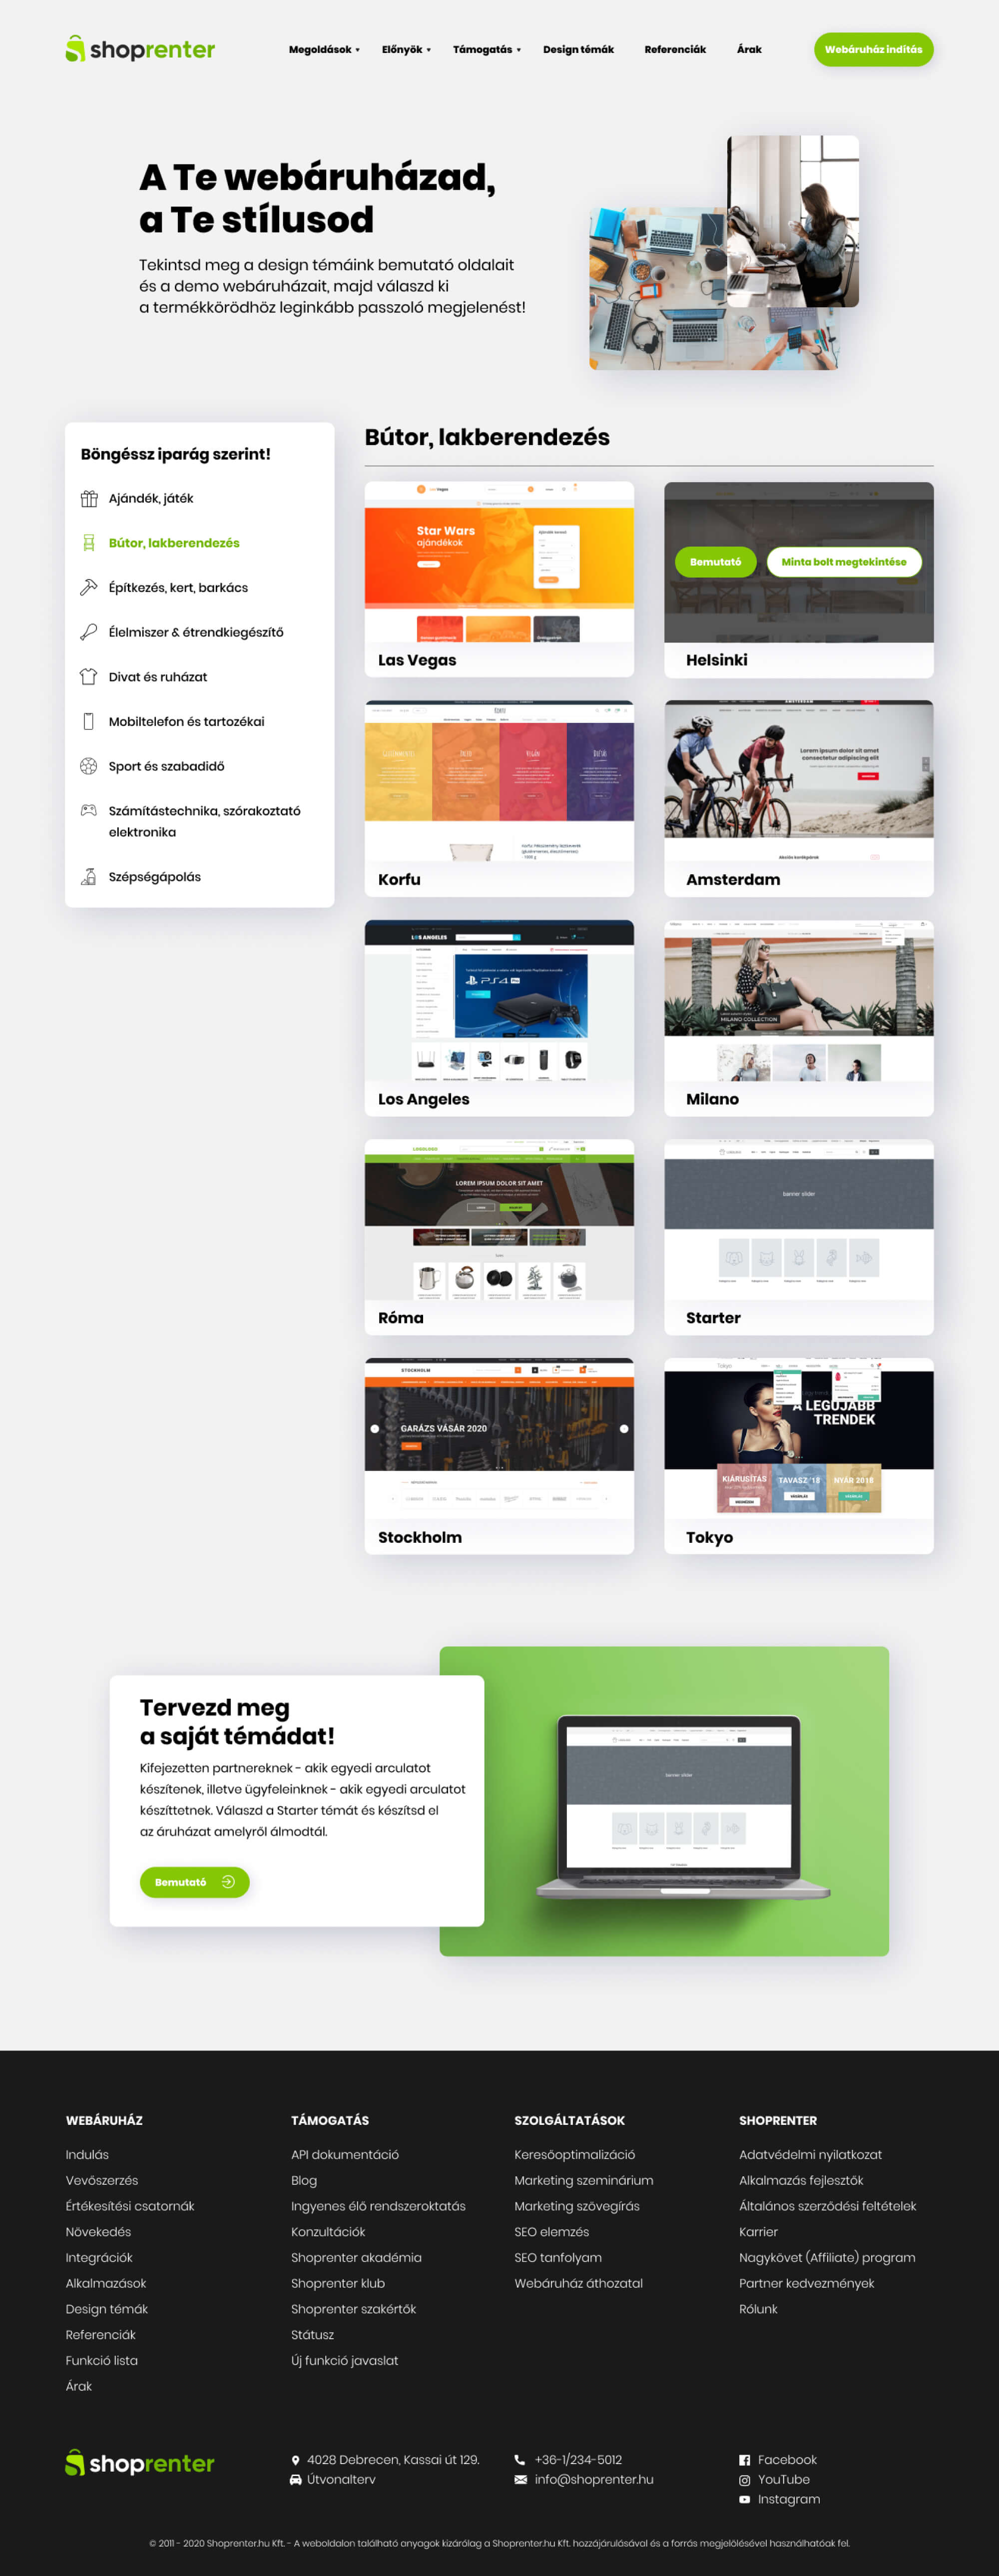 shoprenter
Megoldások
Előnyök
Támogatás
Design témák
Referenciák
Árak
Webáruház indítás
A Te webáruházad,
a Te stílusod
Tekintsd meg a design témáink bemutató oldalait
és a demo webáruházait, majd válaszd ki
a termékkörödhöz leginkább passzoló megjelenést!
Böngéssz iparág szerint!
Ajándék, játék
Bútor, lakberendezés
Építkezés, kert, barkács
Élelmiszer & étrendkiegészítő
Divat és ruházat
Mobiltelefon és tartozékai
Sport és szabadidő
Számítástechnika, szórakoztató
elektronika
Szépségápolás
Bútor, lakberendezés
Star Wars
ajándékok
Las Vegas
Bemutató
Minta bolt megtekintése
Helsinki
Korfu
AMSTERDAM
Lorem ipsum dolor sit amet
consectetur adipiscing elit
Akciós kerékpárok
Amsterdam
LOS ANGELES
PS4
Los Angeles
MILANO COLLECTION
Milano
LOREM IPSUM DOLOR SIT AMET
Róma
banner slider
Starter
STOCKHOLM
GARÁZS VÁSÁR 2020
Stockholm
Tokyo
A LEGÚJABB
TRENDEK
KIÁRUSÍTÁS
TAVASZ '18
NYÁR 2018
Tokyo
Tervezd meg
a saját témádat!
Kifejezetten partnereknek - akik egyedi arculatot
készítenek, illetve ügyfeleinknek - akik egyedi arculatot
készíttetnek. Válaszd a Starter témát és készítsd el
az áruházat amelyről álmodtál.
Bemutató
banner slider
WEBÁRUHÁZ
Indulás
Vevőszerzés
Értékesítési csatornák
Növekedés
Integrációk
Alkalmazások
Design témák
Referenciák
Funkció lista
Árak
TÁMOGATÁS
API dokumentáció
Blog
Ingyenes élő rendszeroktatás
Konzultációk
Shoprenter akadémia
Shoprenter klub
Shoprenter szakértők
Státusz
Új funkció javaslat
SZOLGÁLTATÁSOK
Keresőoptimalizáció
Marketing szeminárium
Marketing szövegírás
SEO elemzés
SEO tanfolyam
Webáruház áthozatal
SHOPRENTER
Adatvédelmi nyilatkozat
Alkalmazás fejlesztők
Általános szerződési feltételek
Karrier
Nagykövet (Affiliate) program
Partner kedvezmények
Rólunk
shoprenter
4028 Debrecen, Kassai út 129.
Útvonalterv
+36-1/234-5012
info@shoprenter.hu
Facebook
YouTube
Instagram
© 2011 - 2020 Shoprenter.hu Kft. - A weboldalon található anyagok kizárólag a Shoprenter.hu Kft. hozzájárulásával és a forrás megjelölésével használhatóak fel.